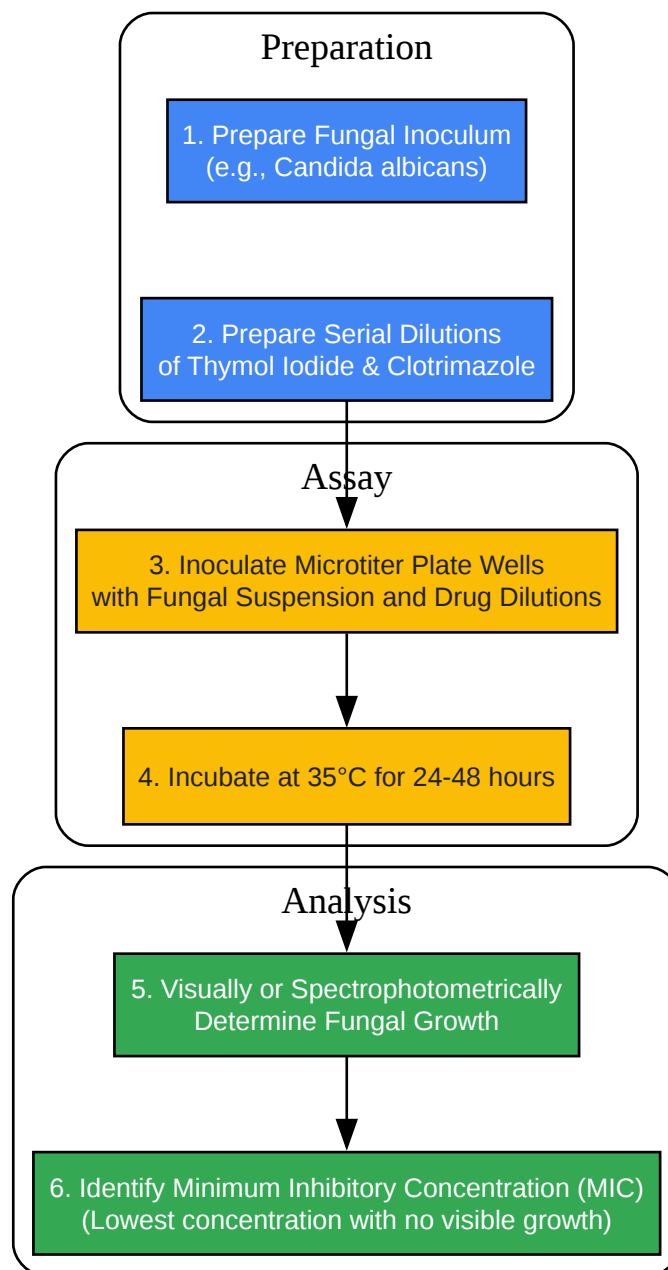 Preparation
1. Prepare Fungal Inoculum
(e.g., Candida albicans)
2. Prepare Serial Dilutions
of Thymol Iodide & Clotrimazole
Assay
3. Inoculate Microtiter Plate Wells
with Fungal Suspension and Drug Dilutions
4. Incubate at 35°C for 24-48 hours
Analysis
5. Visually or Spectrophotometrically
Determine Fungal Growth
6. Identify Minimum Inhibitory Concentration (MIC)
(Lowest concentration with no visible growth)